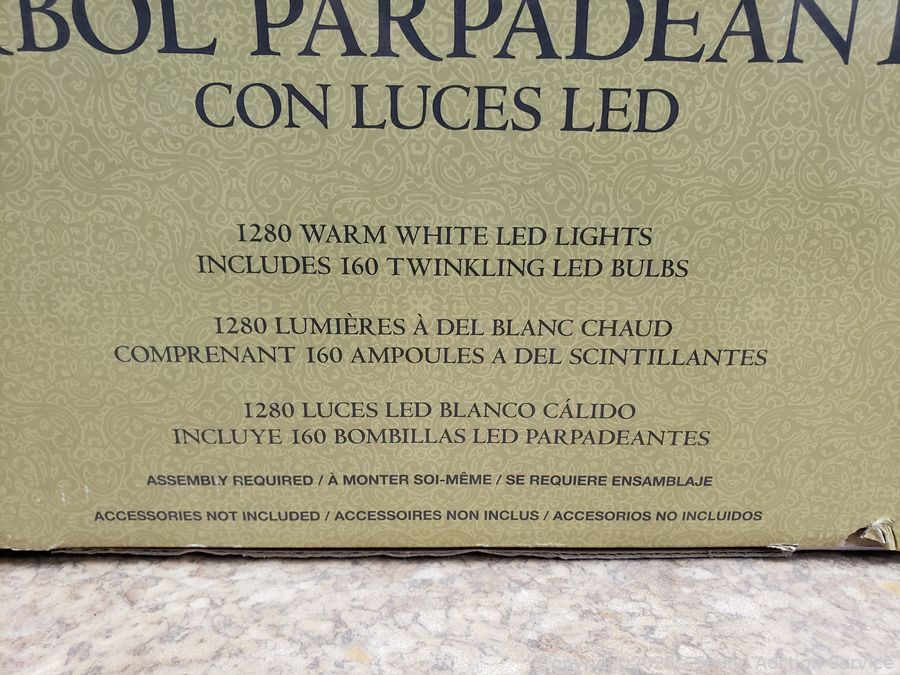 RBOL PARPADEANT
CON LUCES LED
1280 WARM WHITE LED LIGHTS
INCLUDES 160 TWINKLING LED BULBS
1280 LUMIÈRES À DEL BLANC CHAUD
COMPRENANT 160 AMPOULES A DEL SCINTILLANTES
1280 LUCES LED BLANCO CÁLIDO
INCLUYE 160 BOMBILLAS LED PARPADEANTES
ASSEMBLY REQUIRED / À MONTER SOI-MÊME / SE REQUIERE ENSAMBLAJE
ACCESSORIES NOT INCLUDED / ACCESSOIRES NON INCLUS / ACCESORIOS NO INCLUIDOS
Auction Service